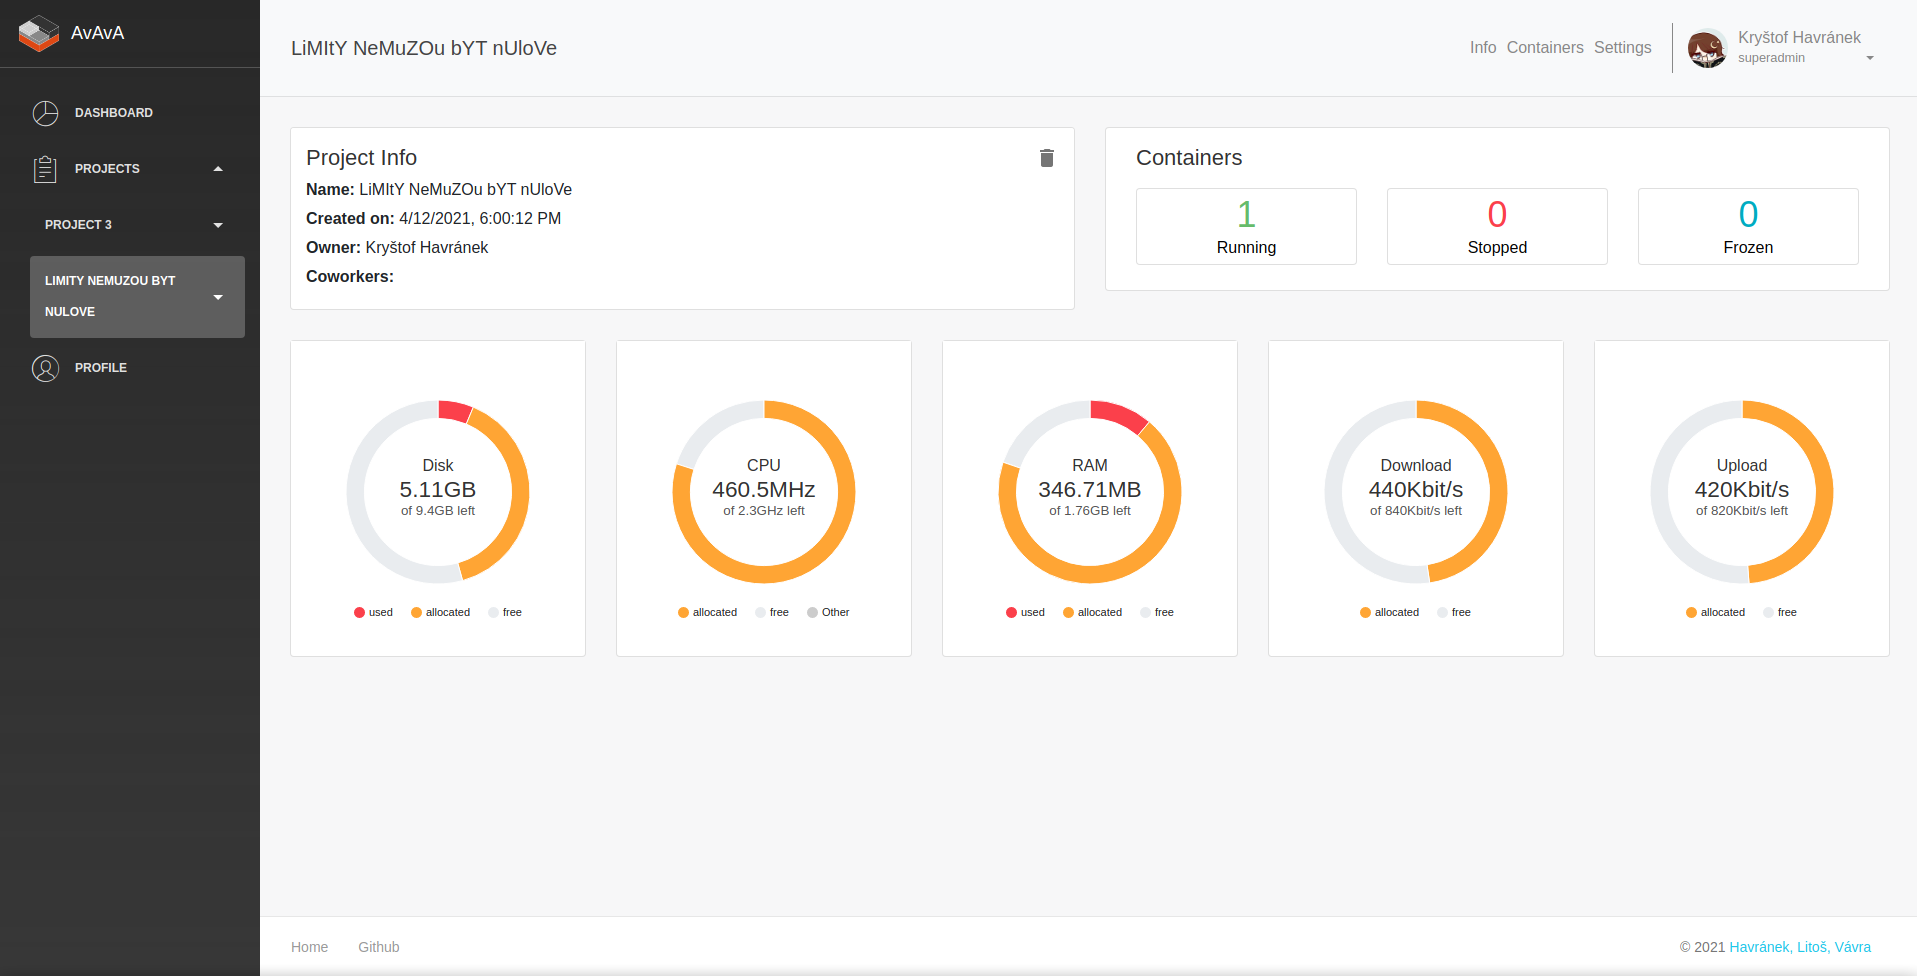 AvAvA
DASHBOARD
PROJECTS
PROJECT 3
LIMITY NEMUZOU BYT
NULOVE
PROFILE
LiMItY NeMuZOu bYT nUloVe
Info Containers Settings
Kryštof Havránek
superadmin
Project Info
Name: LiMItY NeMuZOu bYT nUloVe
Created on: 4/12/2021, 6:00:12 PM
Owner: Kryštof Havránek
Coworkers:
Containers
1
Running
0
Stopped
0
Frozen
Disk
5.11GB
of 9.4GB left
used allocated free
CPU
460.5MHz
of 2.3GHz left
allocated free Other
RAM
346.71MB
of 1.76GB left
used allocated free
Download
440Kbit/s
of 840Kbit/s left
allocated free
Upload
420Kbit/s
of 820Kbit/s left
allocated free
Home Github
© 2021 Havránek, Litoš, Vávra